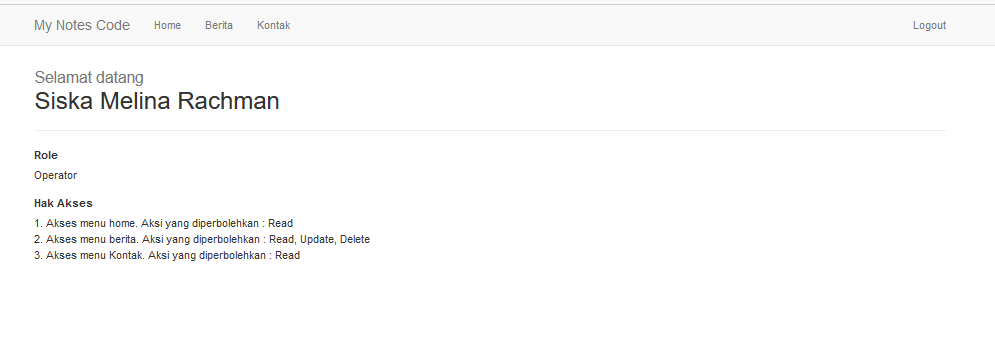 My Notes Code Home Berita Kontak Logout
Selamat datang
Siska Melina Rachman
Role
Operator
Hak Akses
1. Akses menu home. Aksi yang diperbolehkan : Read
2. Akses menu berita. Aksi yang diperbolehkan : Read, Update, Delete
3. Akses menu Kontak. Aksi yang diperbolehkan : Read